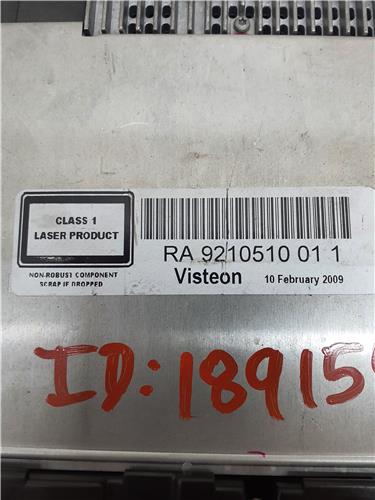 CLASS 1
LASER PRODUCT
NON-ROBUST COMPONENT
SCRAP IF DROPPED
RA 9210510 01 1
Visteon 10 February 2009
ID:18915